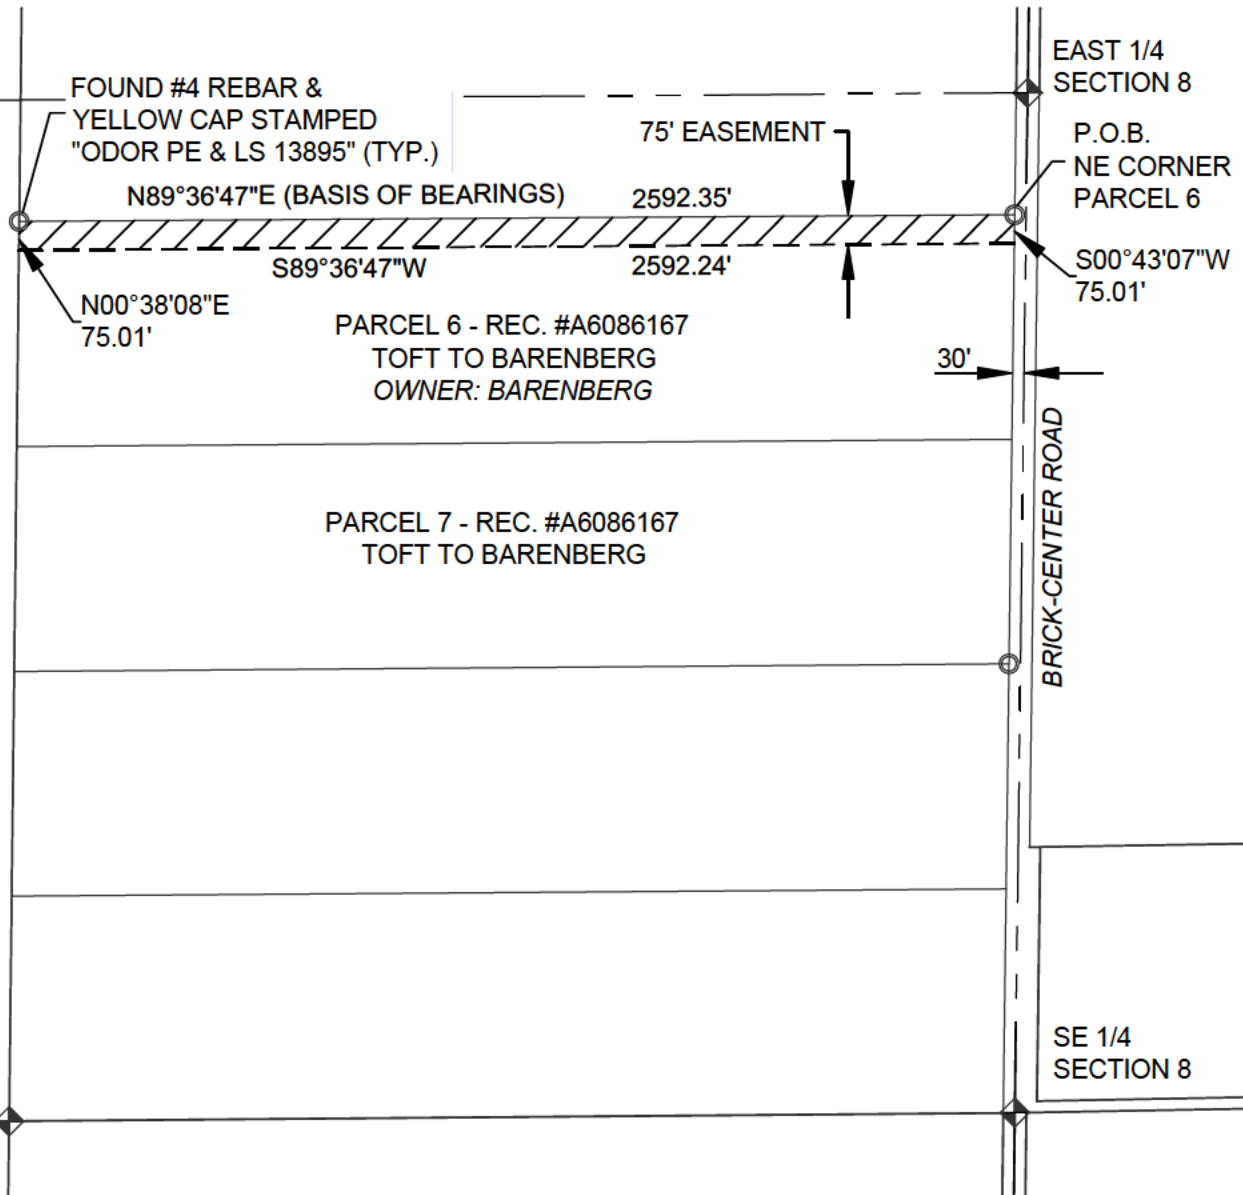 EAST 1/4
SECTION 8
FOUND #4 REBAR &
YELLOW CAP STAMPED
"ODOR PE & LS 13895" (TYP.)
75' EASEMENT
P.O.B.
NE CORNER
PARCEL 6
N89°36'47"E (BASIS OF BEARINGS)
2592.35'
S89°36'47"W
2592.24'
S00°43'07"W
75.01'
N00°38'08"E
75.01'
PARCEL 6 - REC. #A6086167
TOFT TO BARENBERG
OWNER: BARENBERG
30'
BRICK-CENTER ROAD
PARCEL 7 - REC. #A6086167
TOFT TO BARENBERG
SE 1/4
SECTION 8